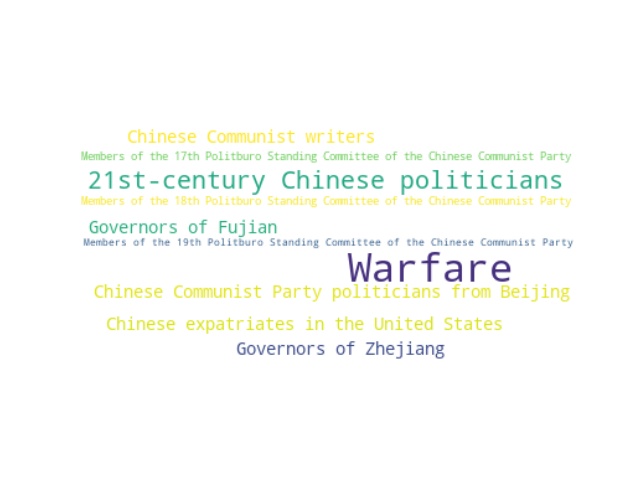 Chinese Communist writers
Members of the 17th Politburo Standing Committee of the Chinese Communist Party
21st-century Chinese politicians
Members of the 18th Politburo Standing Committee of the Chinese Communist Party
Governors of Fujian
Members of the 19th Politburo Standing Committee of the Chinese Communist Party
Warfare
Chinese Communist Party politicians from Beijing
Chinese expatriates in the United States
Governors of Zhejiang